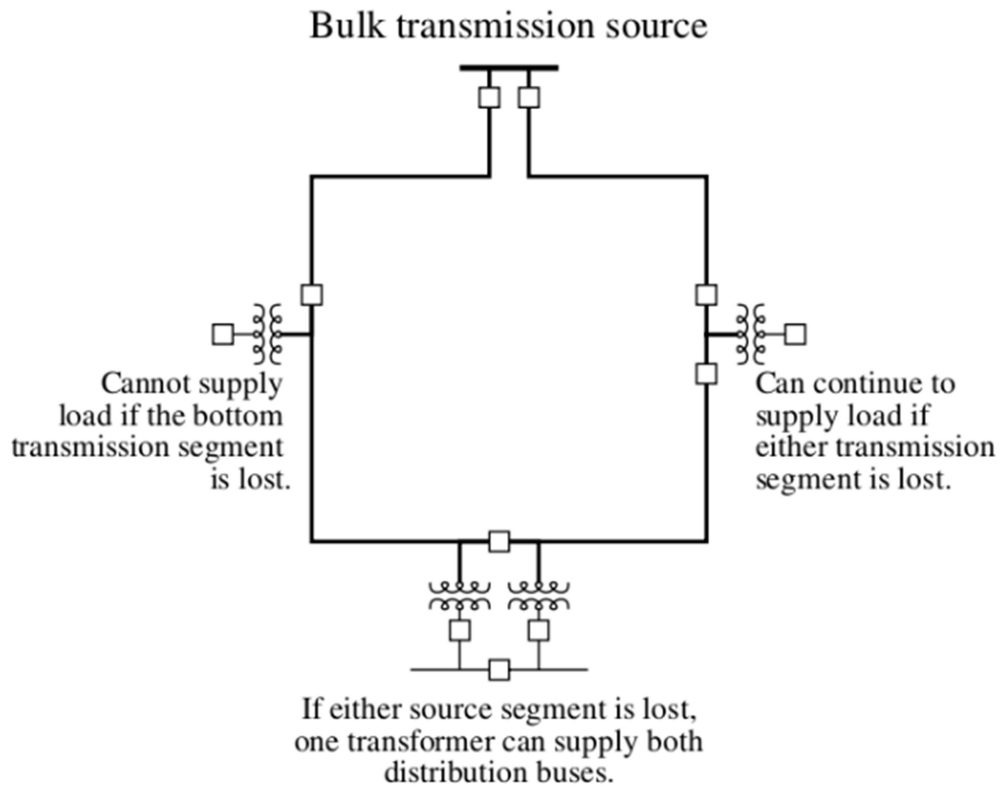 Bulk transmission source
Cannot supply
load if the bottom
transmission segment
is lost.
Can continue to
supply load if
either transmission
segment is lost.
If either source segment is lost,
one transformer can supply both
distribution buses.